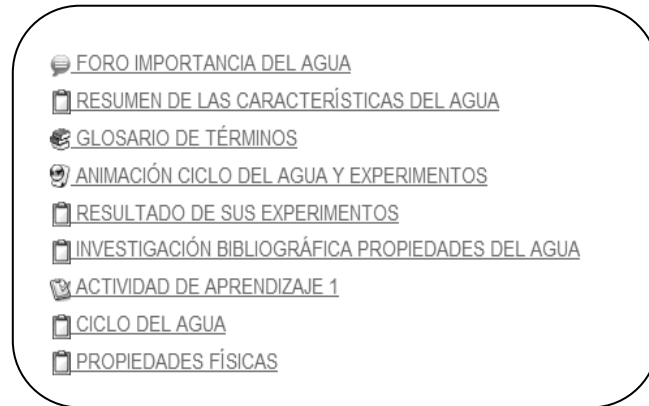 FORO IMPORTANCIA DEL AGUA
RESUMEN DE LAS CARACTERÍSTICAS DEL AGUA
GLOSARIO DE TÉRMINOS
ANIMACIÓN CICLO DEL AGUA Y EXPERIMENTOS
RESULTADO DE SUS EXPERIMENTOS
INVESTIGACIÓN BIBLIOGRÁFICA PROPIEDADES DEL AGUA
ACTIVIDAD DE APRENDIZAJE 1
CICLO DEL AGUA
PROPIEDADES FÍSICAS